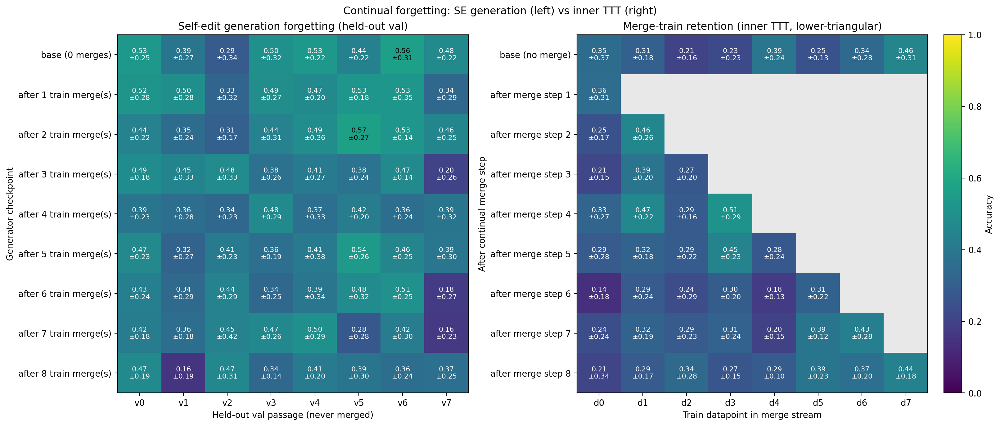 Continual forgetting: SE generation (left) vs inner TTT (right)
Self-edit generation forgetting (held-out val)
Generator checkpoint
base (0 merges)
0.53 0.39 0.29 0.50 0.53 0.44 0.56 0.48
±0.25 ±0.27 ±0.34 ±0.32 ±0.22 ±0.22 ±0.31 ±0.22
after 1 train merge(s)
0.52 0.50 0.33 0.49 0.47 0.53 0.53 0.34
±0.28 ±0.28 ±0.32 ±0.27 ±0.20 ±0.18 ±0.35 ±0.29
after 2 train merge(s)
0.44 0.35 0.31 0.44 0.49 0.57 0.53 0.46
±0.22 ±0.24 ±0.17 ±0.31 ±0.36 ±0.27 ±0.14 ±0.25
after 3 train merge(s)
0.49 0.45 0.48 0.38 0.41 0.38 0.47 0.20
±0.18 ±0.33 ±0.33 ±0.26 ±0.27 ±0.24 ±0.14 ±0.26
after 4 train merge(s)
0.39 0.36 0.34 0.48 0.37 0.42 0.36 0.39
±0.23 ±0.28 ±0.23 ±0.29 ±0.33 ±0.20 ±0.24 ±0.32
after 5 train merge(s)
0.47 0.32 0.41 0.36 0.41 0.54 0.46 0.39
±0.23 ±0.27 ±0.23 ±0.19 ±0.38 ±0.26 ±0.25 ±0.30
after 6 train merge(s)
0.43 0.34 0.44 0.34 0.39 0.48 0.51 0.18
±0.24 ±0.29 ±0.29 ±0.25 ±0.34 ±0.32 ±0.25 ±0.27
after 7 train merge(s)
0.42 0.36 0.45 0.47 0.50 0.28 0.42 0.16
±0.18 ±0.18 ±0.42 ±0.26 ±0.29 ±0.28 ±0.30 ±0.23
after 8 train merge(s)
0.47 0.16 0.47 0.34 0.41 0.39 0.36 0.37
±0.19 ±0.19 ±0.31 ±0.14 ±0.20 ±0.30 ±0.24 ±0.25
v0 v1 v2 v3 v4 v5 v6 v7
Held-out val passage (never merged)
Merge-train retention (inner TTT, lower-triangular)
After continual merge step
base (no merge)
0.35 0.31 0.21 0.23 0.39 0.25 0.34 0.46
±0.37 ±0.18 ±0.16 ±0.23 ±0.24 ±0.13 ±0.28 ±0.31
after merge step 1
0.36
±0.31
after merge step 2
0.25 0.46
±0.17 ±0.26
after merge step 3
0.21 0.39 0.27
±0.15 ±0.20 ±0.20
after merge step 4
0.33 0.47 0.29 0.51
±0.27 ±0.22 ±0.16 ±0.29
after merge step 5
0.29 0.32 0.29 0.45 0.28
±0.28 ±0.18 ±0.22 ±0.23 ±0.24
after merge step 6
0.14 0.29 0.24 0.30 0.18 0.31
±0.18 ±0.24 ±0.29 ±0.20 ±0.13 ±0.22
after merge step 7
0.24 0.32 0.29 0.31 0.20 0.39 0.43
±0.24 ±0.19 ±0.23 ±0.24 ±0.15 ±0.12 ±0.28
after merge step 8
0.21 0.29 0.34 0.27 0.29 0.39 0.37 0.44
±0.34 ±0.17 ±0.28 ±0.15 ±0.10 ±0.23 ±0.20 ±0.18
d0 d1 d2 d3 d4 d5 d6 d7
Train datapoint in merge stream
1.0
0.8
0.6
0.4
0.2
0.0
Accuracy